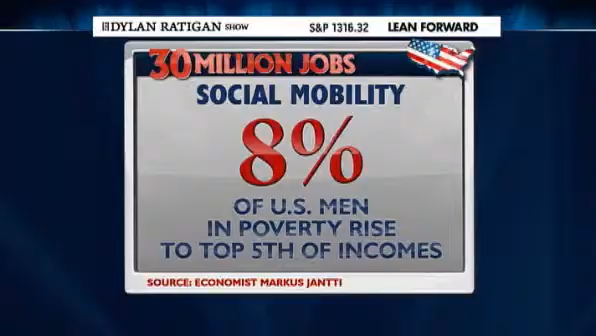 THE DYLAN RATIGAN SHOW S&P 1316.32 LEAN FORWARD
30 MILLION JOBS
SOCIAL MOBILITY
8%
OF U.S. MEN
IN POVERTY RISE
TO TOP 5TH OF INCOMES
SOURCE: ECONOMIST MARKUS JANTTI